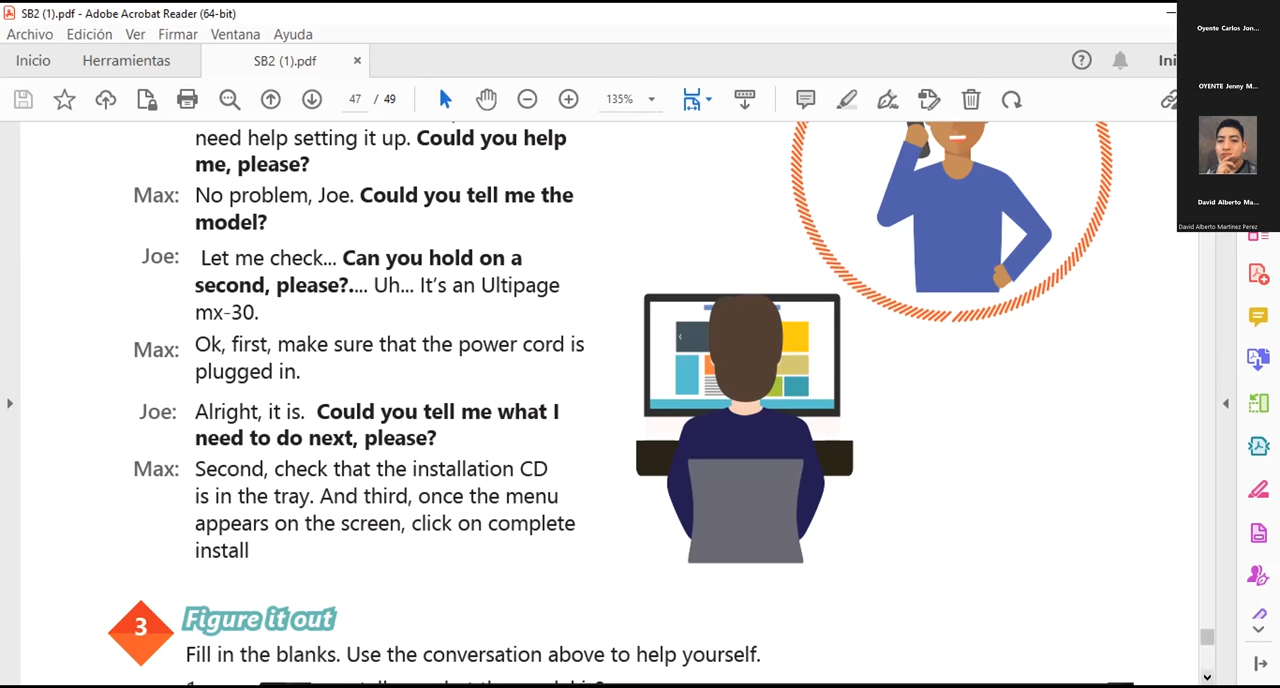 SB2 (1).pdf - Adobe Acrobat Reader (64-bit)
Archivo Edición Ver Firmar Ventana Ayuda
Inicio Herramientas SB2 (1).pdf × Ini
47 / 49 135%
need help setting it up. Could you help
me, please?
Max: No problem, Joe. Could you tell me the
model?
Joe: Let me check... Can you hold on a
second, please?.... Uh... It's an Ultipage
mx-30.
Max: Ok, first, make sure that the power cord is
plugged in.
Joe: Alright, it is. Could you tell me what I
need to do next, please?
Max: Second, check that the installation CD
is in the tray. And third, once the menu
appears on the screen, click on complete
install
3 Figure it out
Fill in the blanks. Use the conversation above to help yourself.
Oyente Carlos Jon...
OYENTE Jenny M...
David Alberto Ma...
David Alberto Martinez Perez